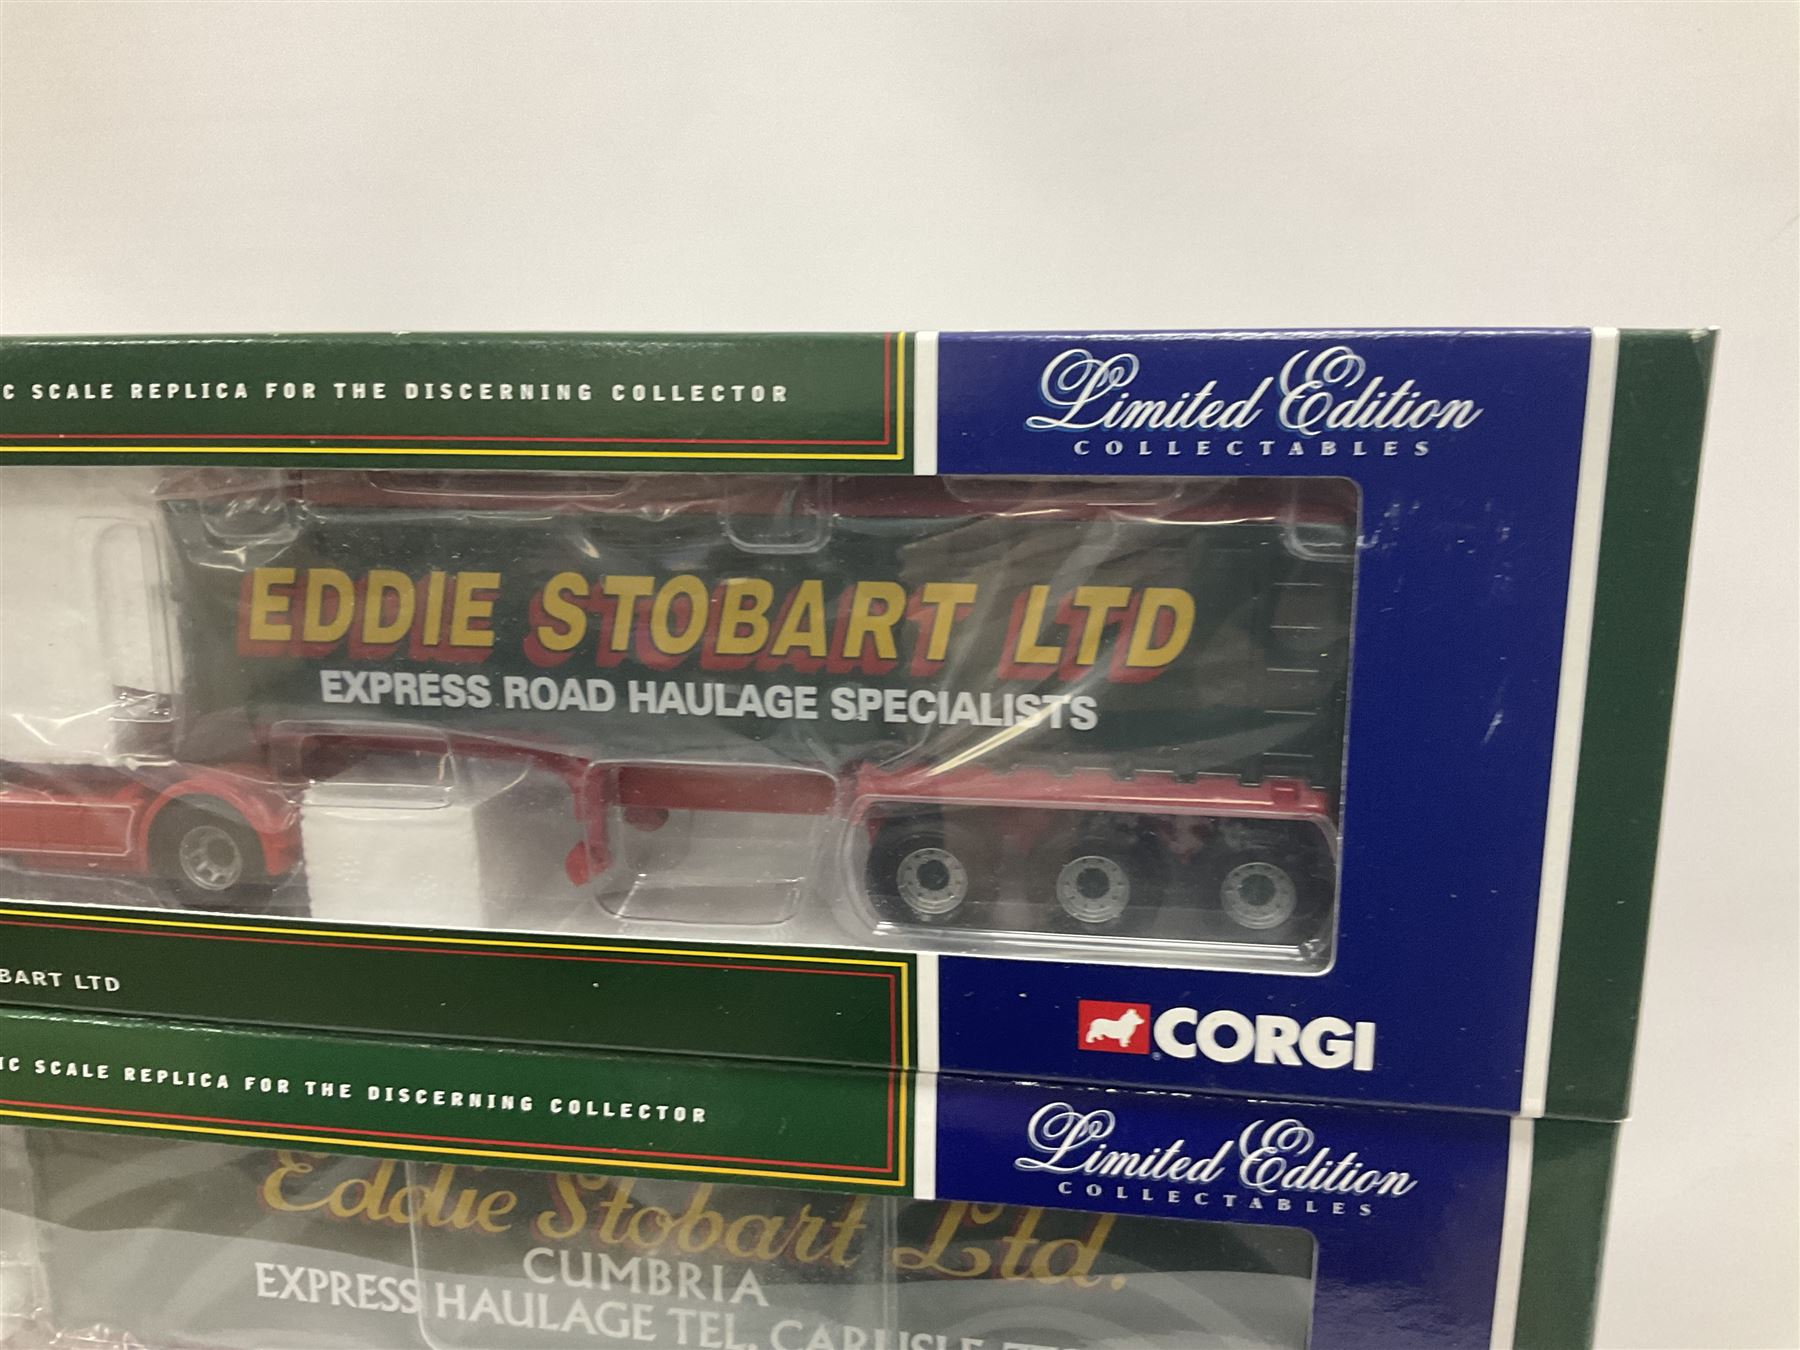 C SCALE REPLICA FOR THE DISCERNING COLLECTOR
Limited Edition
COLLECTABLES
EDDIE STOBART LTD
EXPRESS ROAD HAULAGE SPECIALISTS
BART LTD
CORGI
IC SCALE REPLICA FOR THE DISCERNING COLLECTOR
Limited Edition
COLLECTABLES
Eddie Stobart Ltd.
CUMBRIA
EXPRESS HAULAGE TEL. CARLISLE